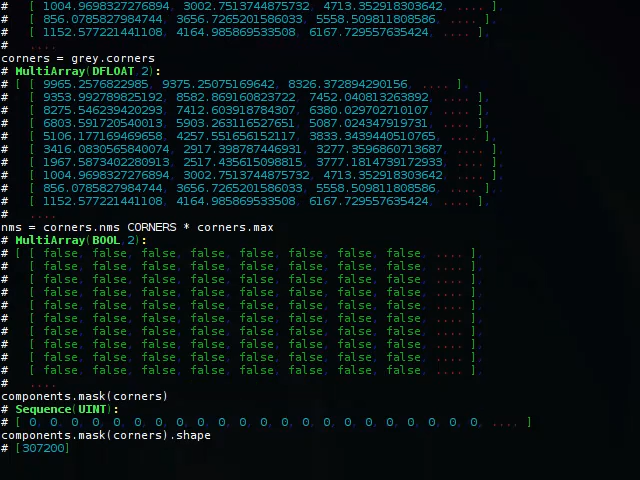 #   [ 1004.9698327276894, 3002.7513744875732, 4713.352918303642, .... ],
#   [ 856.0785827984744, 3656.7265201586033, 5558.509811808586, .... ],
#   [ 1152.577221441108, 4164.985869533508, 6167.729557635424, .... ],
#   ....
corners = grey.corners
# MultiArray(DFLOAT,2):
# [ [ 9965.2576822985, 9375.25075169642, 8326.372894290156, .... ],
#   [ 9353.992789825192, 8582.869160823722, 7452.040813263892, .... ],
#   [ 8275.546239420293, 7412.603918784307, 6380.029702710107, .... ],
#   [ 6803.591720540013, 5903.263116527651, 5087.024347919731, .... ],
#   [ 5106.177169469658, 4257.551656152117, 3833.3439440510765, .... ],
#   [ 3416.0830565840074, 2917.398787446931, 3277.3596860713687, .... ],
#   [ 1967.5873402280913, 2517.435615098815, 3777.1814739172933, .... ],
#   [ 1004.9698327276894, 3002.7513744875732, 4713.352918303642, .... ],
#   [ 856.0785827984744, 3656.7265201586033, 5558.509811808586, .... ],
#   [ 1152.577221441108, 4164.985869533508, 6167.729557635424, .... ],
#   ....
nms = corners.nms CORNERS * corners.max
# MultiArray(BOOL,2):
# [ [ false, false, false, false, false, false, false, false, .... ],
#   [ false, false, false, false, false, false, false, false, .... ],
#   [ false, false, false, false, false, false, false, false, .... ],
#   [ false, false, false, false, false, false, false, false, .... ],
#   [ false, false, false, false, false, false, false, false, .... ],
#   [ false, false, false, false, false, false, false, false, .... ],
#   [ false, false, false, false, false, false, false, false, .... ],
#   [ false, false, false, false, false, false, false, false, .... ],
#   [ false, false, false, false, false, false, false, false, .... ],
#   [ false, false, false, false, false, false, false, false, .... ],
#   ....
components.mask(corners)
# Sequence(UINT):
# [ 0, 0, 0, 0, 0, 0, 0, 0, 0, 0, 0, 0, 0, 0, 0, 0, 0, 0, 0, 0, 0, 0, .... ]
components.mask(corners).shape
# [307200]